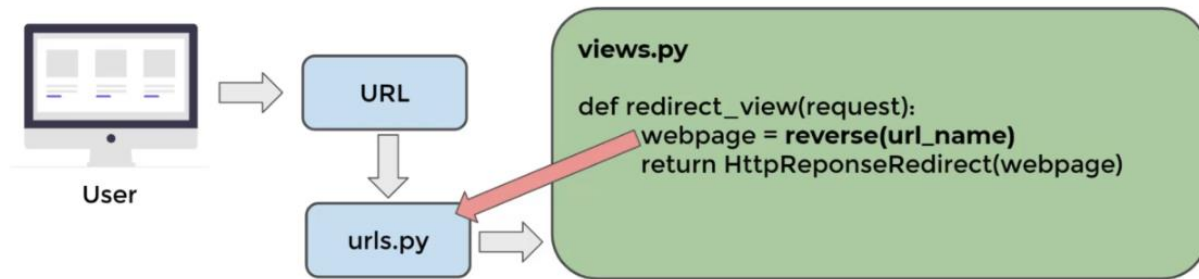 User
URL
urls.py
views.py
def redirect_view(request):
webpage = reverse(url_name)
return HttpReponseRedirect(webpage)